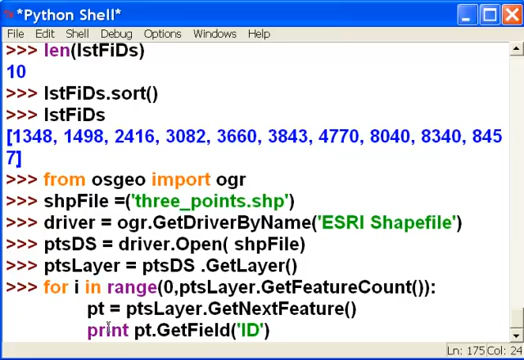 *Python Shell*
File Edit Shell Debug Options Windows Help
>>> len(lstFiDs)
10
>>> lstFiDs.sort()
>>> lstFiDs
[1348, 1498, 2416, 3082, 3660, 3843, 4770, 8040, 8340, 845
7]
>>> from osgeo import ogr
>>> shpFile =('three_points.shp')
>>> driver = ogr.GetDriverByName('ESRI Shapefile')
>>> ptsDS = driver.Open( shpFile)
>>> ptsLayer = ptsDS .GetLayer()
>>> for i in range(0,ptsLayer.GetFeatureCount()):
pt = ptsLayer.GetNextFeature()
print pt.GetField('ID')
Ln: 175 Col: 24